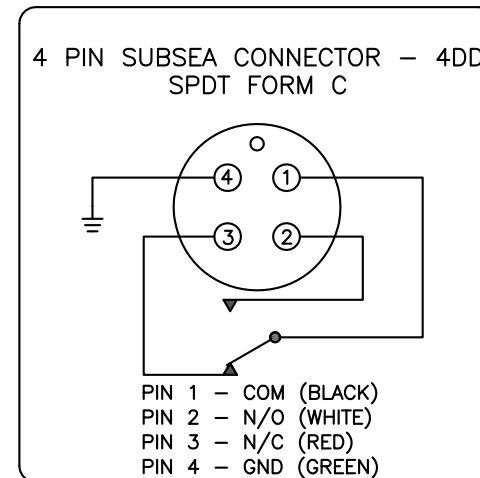 4 PIN SUBSEA CONNECTOR – 4DD
SPDT FORM C
4 1
3 2
PIN 1 – COM (BLACK)
PIN 2 – N/O (WHITE)
PIN 3 – N/C (RED)
PIN 4 – GND (GREEN)